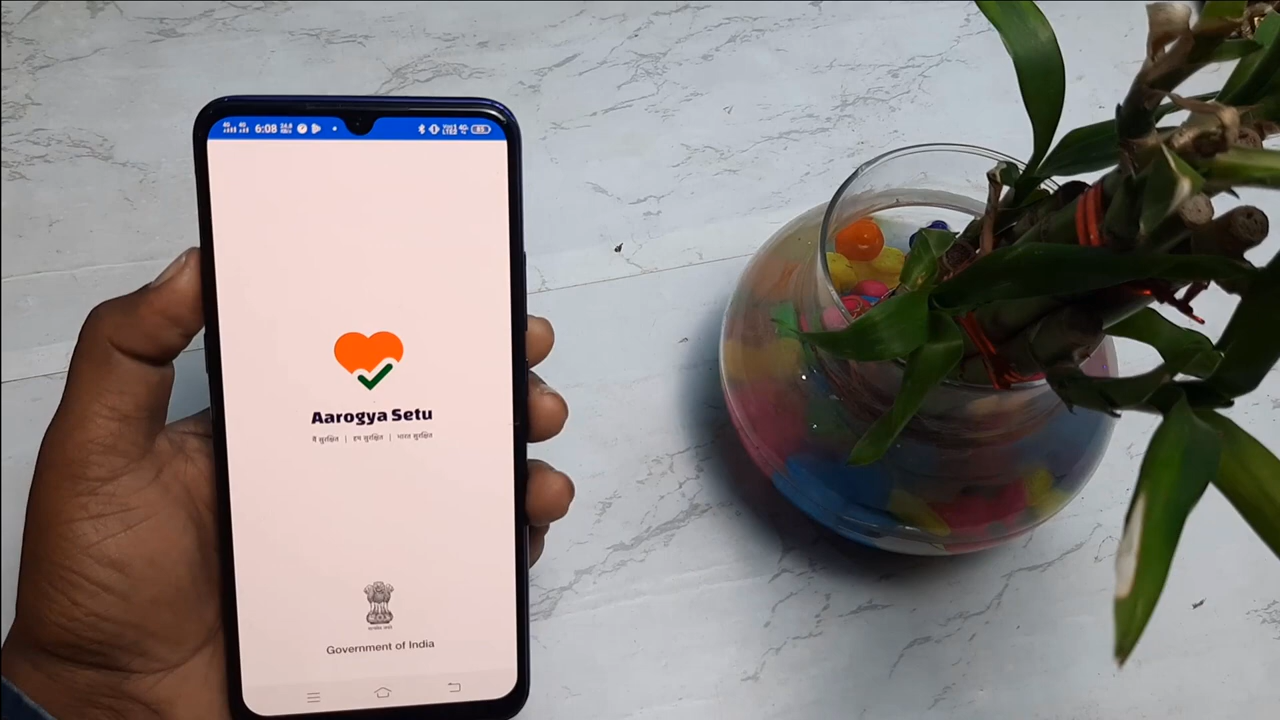 6:08
Aarogya Setu
मैं सुरक्षित | हम सुरक्षित | भारत सुरक्षित
Government of India